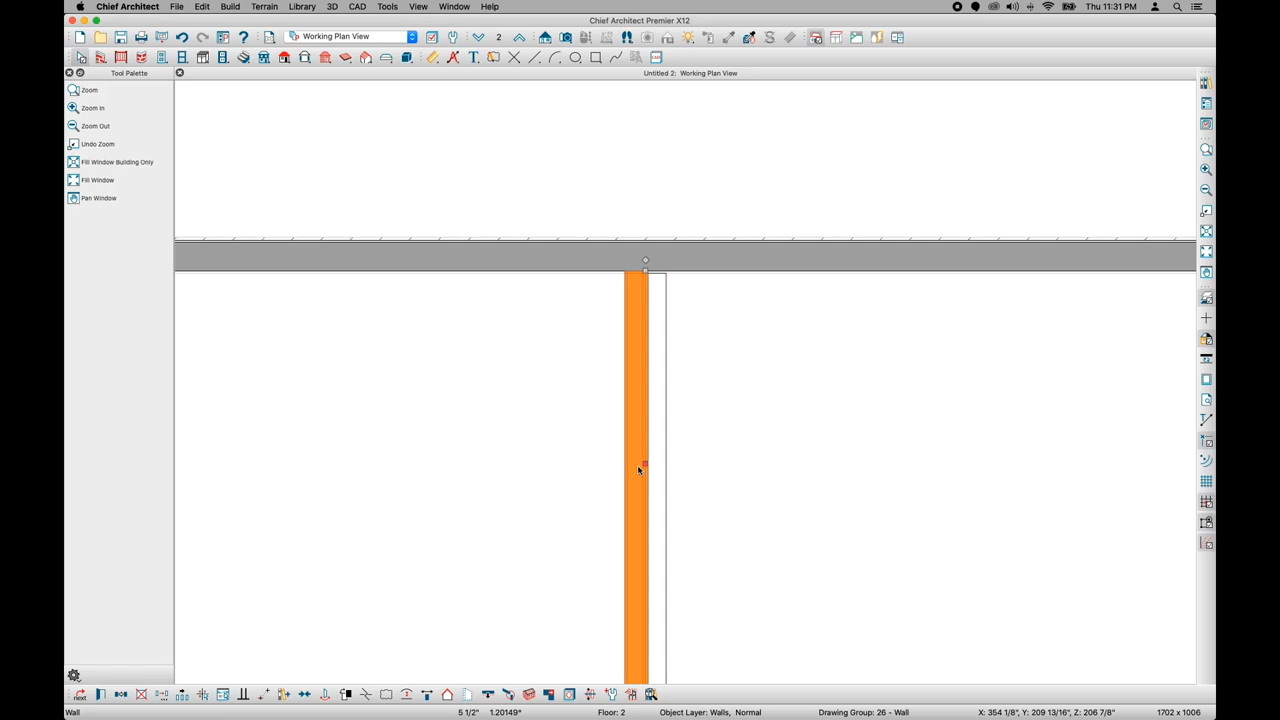 Chief Architect File Edit Build Terrain Library 3D CAD Tools View Window Help Thu 11:31 PM
Chief Architect Premier X12
Working Plan View 2
Tool Palette Untitled 2: Working Plan View
Zoom
Zoom In
Zoom Out
Undo Zoom
Fill Window Building Only
Fill Window
Pan Window
next
Wall 5 1/2" 1.20149° Floor: 2 Object Layer: Walls, Normal Drawing Group: 26 - Wall X: 354 1/8", Y: 209 13/16", Z: 206 7/8" 1702 x 1006